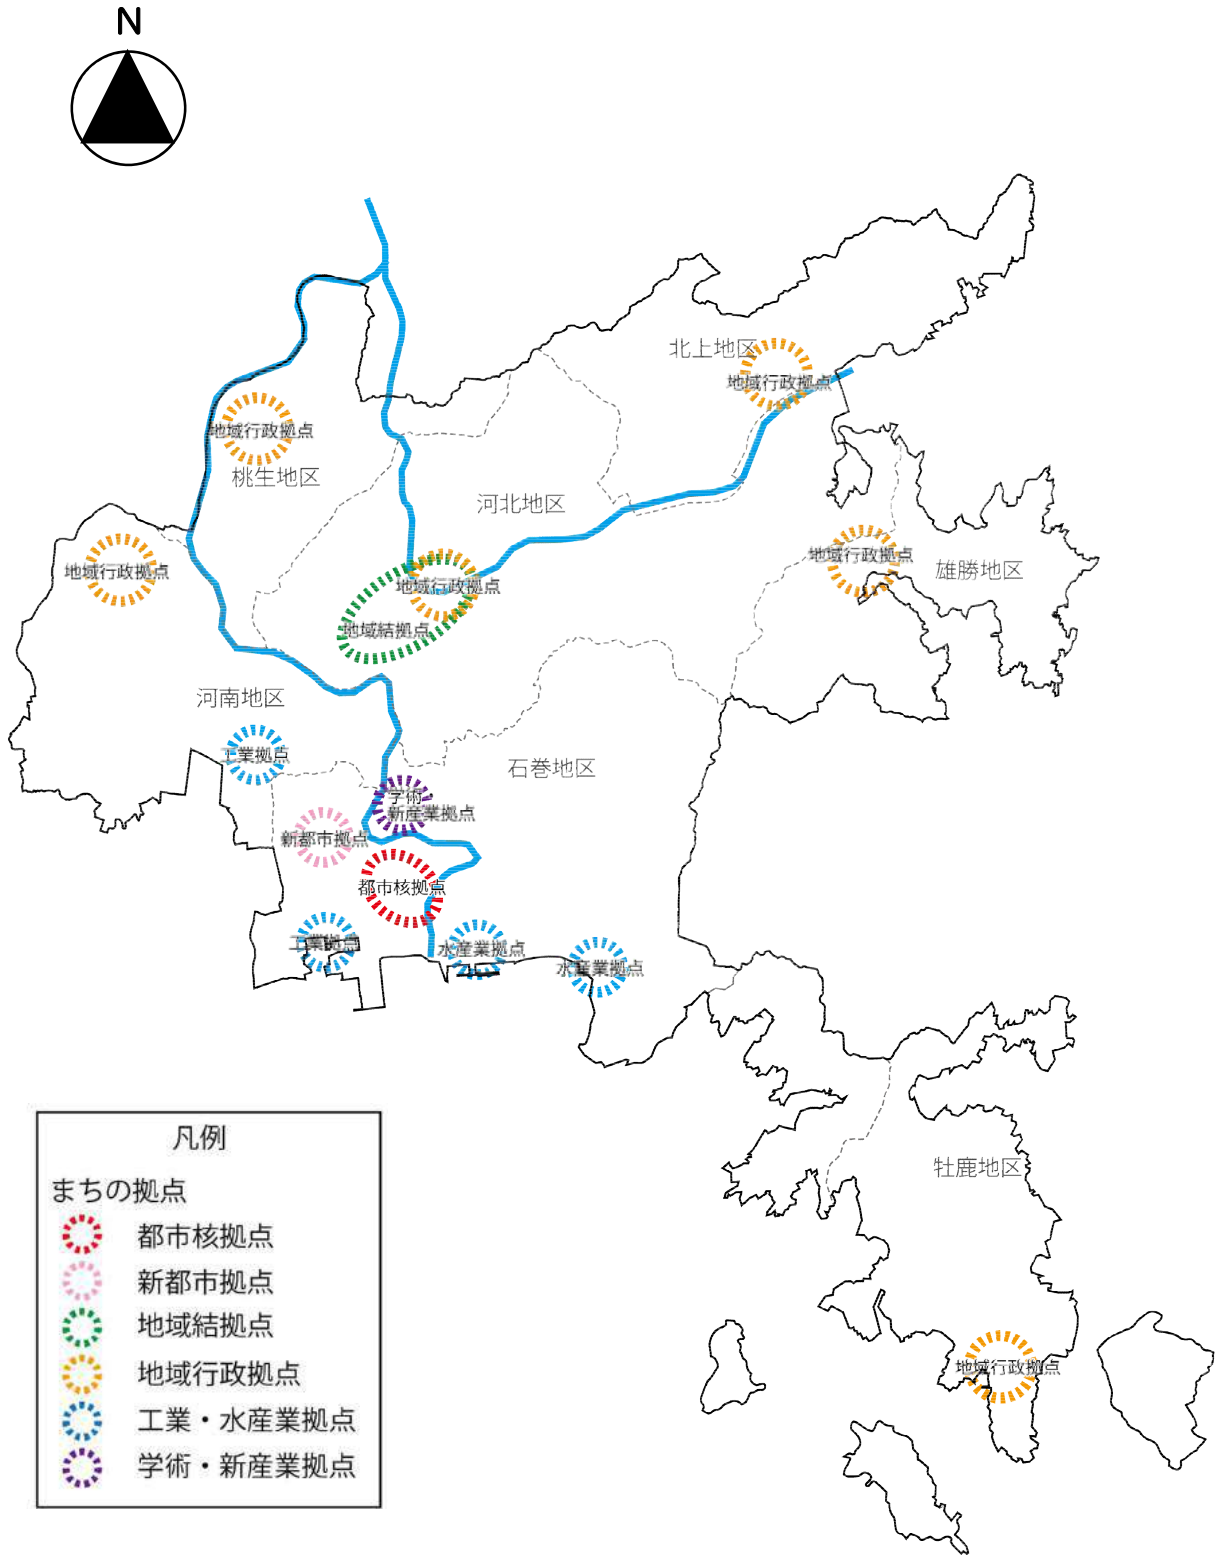 N
北上地区
地域行政拠点
地域行政拠点
桃生地区
河北地区
地域行政拠点
地域行政拠点
雄勝地区
地域行政拠点
地域結拠点
河南地区
工業拠点
石巻地区
学術・
新産業拠点
新都市拠点
都市核拠点
工業拠点
水産業拠点
水産業拠点
牡鹿地区
地域行政拠点
凡例
まちの拠点
都市核拠点
新都市拠点
地域結拠点
地域行政拠点
工業・水産業拠点
学術・新産業拠点